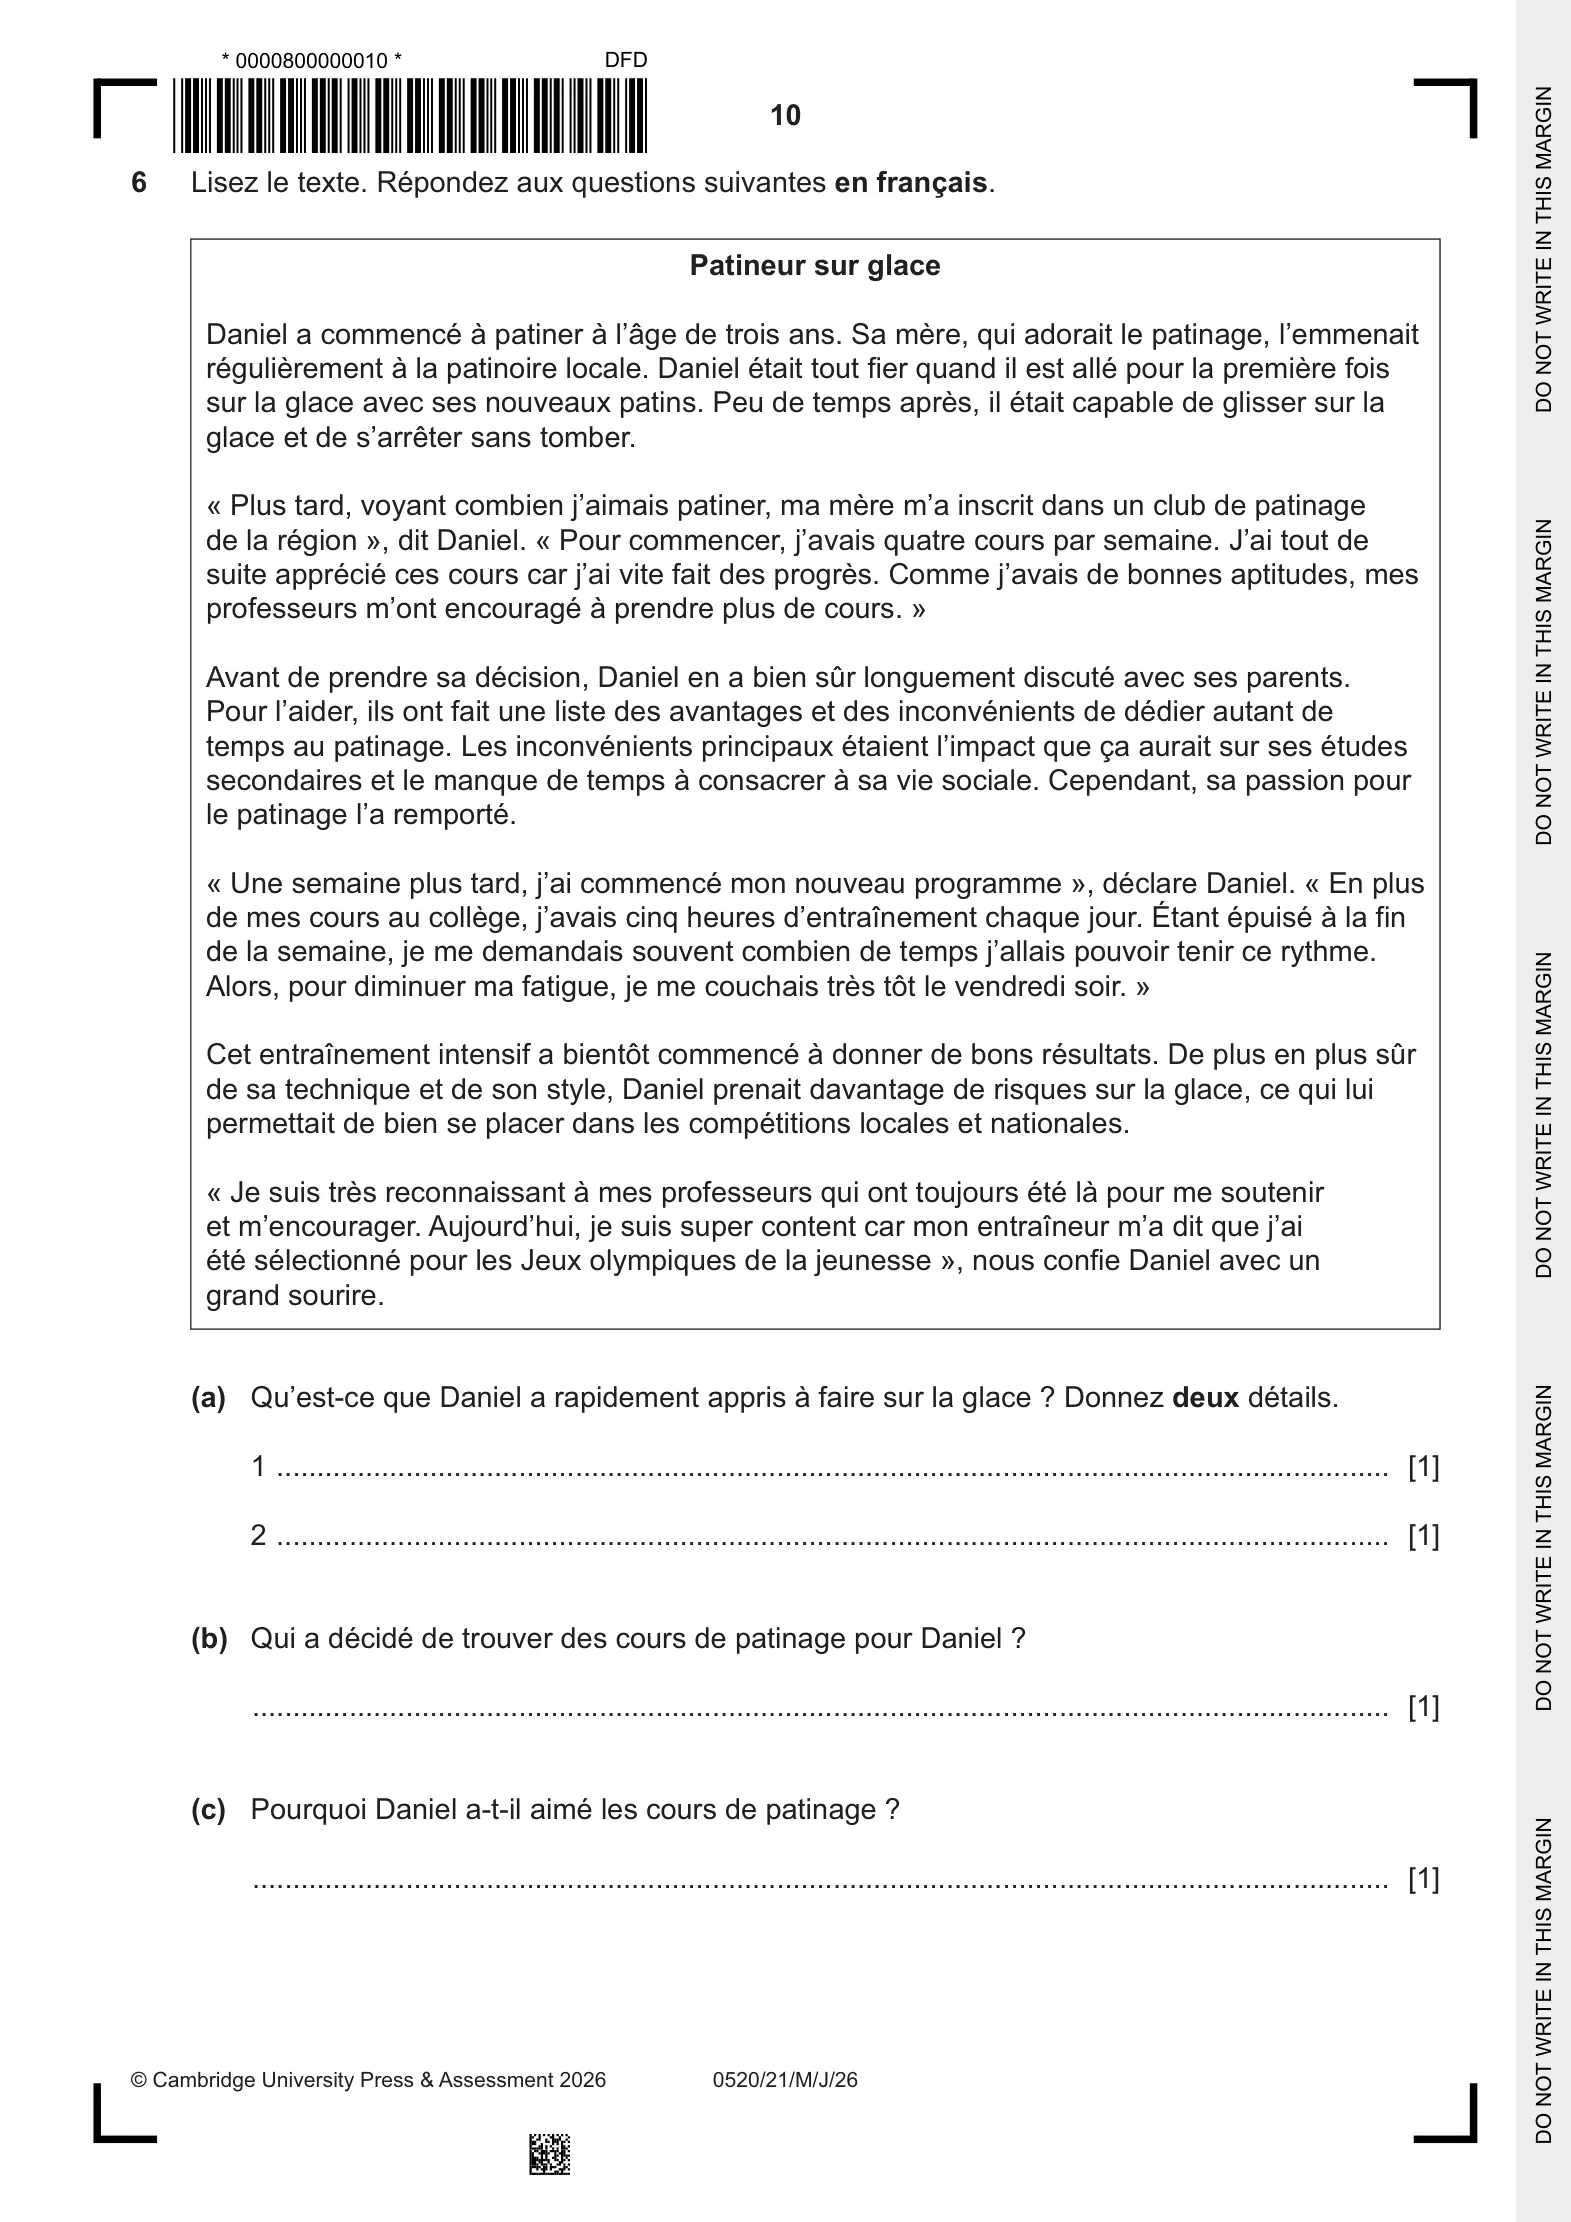 * 0000800000010 *
DFD
10
6 Lisez le texte. Répondez aux questions suivantes en français.
Patineur sur glace
Daniel a commencé à patiner à l’âge de trois ans. Sa mère, qui adorait le patinage, l’emmenait
régulièrement à la patinoire locale. Daniel était tout fier quand il est allé pour la première fois
sur la glace avec ses nouveaux patins. Peu de temps après, il était capable de glisser sur la
glace et de s’arrêter sans tomber.
« Plus tard, voyant combien j’aimais patiner, ma mère m’a inscrit dans un club de patinage
de la région », dit Daniel. « Pour commencer, j’avais quatre cours par semaine. J’ai tout de
suite apprécié ces cours car j’ai vite fait des progrès. Comme j’avais de bonnes aptitudes, mes
professeurs m’ont encouragé à prendre plus de cours. »
Avant de prendre sa décision, Daniel en a bien sûr longuement discuté avec ses parents.
Pour l’aider, ils ont fait une liste des avantages et des inconvénients de dédier autant de
temps au patinage. Les inconvénients principaux étaient l’impact que ça aurait sur ses études
secondaires et le manque de temps à consacrer à sa vie sociale. Cependant, sa passion pour
le patinage l’a remporté.
« Une semaine plus tard, j’ai commencé mon nouveau programme », déclare Daniel. « En plus
de mes cours au collège, j’avais cinq heures d’entraînement chaque jour. Étant épuisé à la fin
de la semaine, je me demandais souvent combien de temps j’allais pouvoir tenir ce rythme.
Alors, pour diminuer ma fatigue, je me couchais très tôt le vendredi soir. »
Cet entraînement intensif a bientôt commencé à donner de bons résultats. De plus en plus sûr
de sa technique et de son style, Daniel prenait davantage de risques sur la glace, ce qui lui
permettait de bien se placer dans les compétitions locales et nationales.
« Je suis très reconnaissant à mes professeurs qui ont toujours été là pour me soutenir
et m’encourager. Aujourd’hui, je suis super content car mon entraîneur m’a dit que j’ai
été sélectionné pour les Jeux olympiques de la jeunesse », nous confie Daniel avec un
grand sourire.
(a) Qu’est-ce que Daniel a rapidement appris à faire sur la glace ? Donnez deux détails.
1 ........................................ [1]
2 ........................................ [1]
(b) Qui a décidé de trouver des cours de patinage pour Daniel ?
........................................ [1]
(c) Pourquoi Daniel a-t-il aimé les cours de patinage ?
........................................ [1]
© Cambridge University Press & Assessment 2026
0520/21/M/J/26
DO NOT WRITE IN THIS MARGIN
DO NOT WRITE IN THIS MARGIN
DO NOT WRITE IN THIS MARGIN
DO NOT WRITE IN THIS MARGIN
DO NOT WRITE IN THIS MARGIN